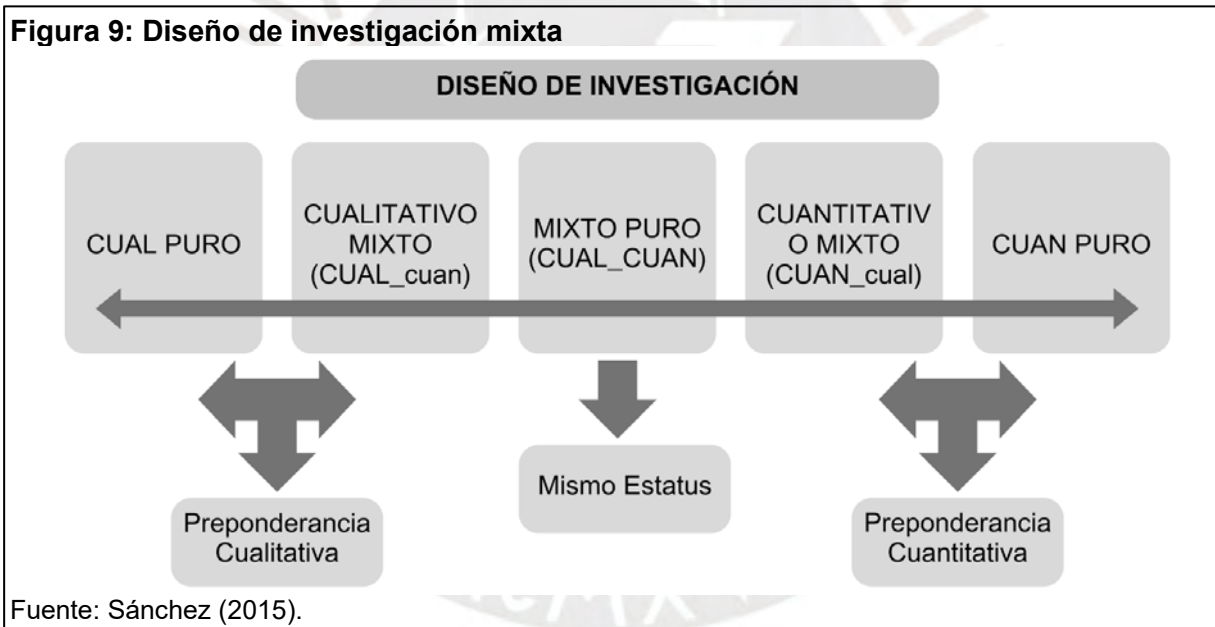 Figura 9: Diseño de investigación mixta
DISEÑO DE INVESTIGACIÓN
CUAL PURO
CUALITATIVO
MIXTO
(CUAL_cuan)
MIXTO PURO
(CUAL_CUAN)
CUANTITATIV
O MIXTO
(CUAN_cual)
CUAN PURO
Preponderancia
Cualitativa
Mismo Estatus
Preponderancia
Cuantitativa
Fuente: Sánchez (2015).